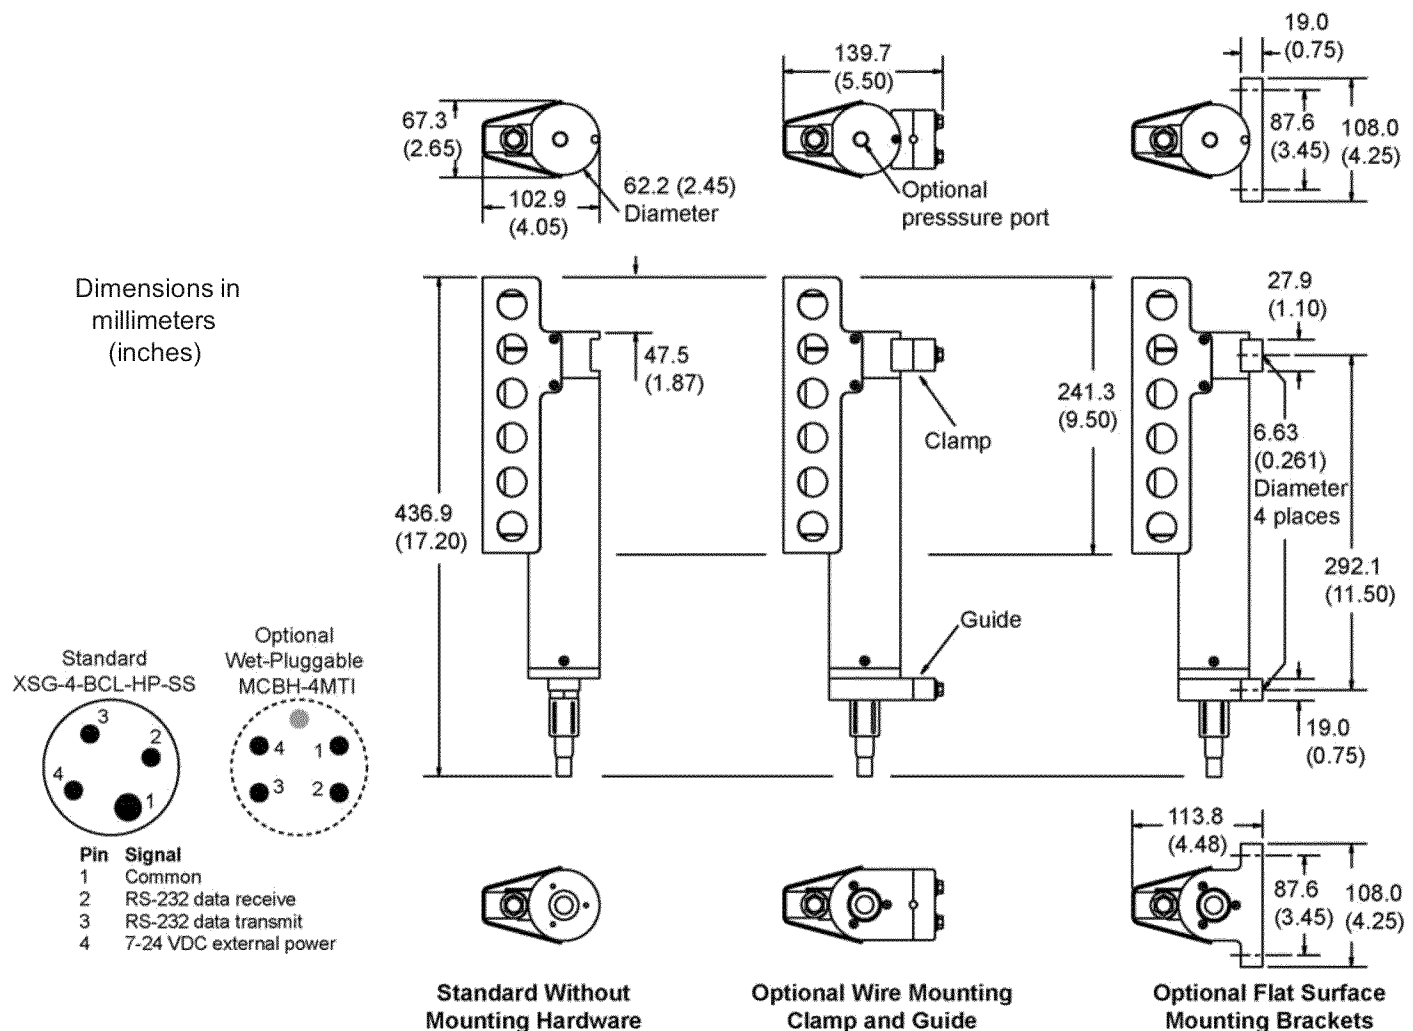 19.0
(0.75)
139.7
(5.50)
67.3
(2.65)
87.6
(3.45)
108.0
(4.25)
62.2 (2.45)
Diameter
102.9
(4.05)
Optional
presssure port
Dimensions in
millimeters
(inches)
27.9
(1.10)
47.5
(1.87)
241.3
(9.50)
Clamp
6.63
(0.261)
Diameter
4 places
436.9
(17.20)
292.1
(11.50)
Guide
Standard
XSG-4-BCL-HP-SS
3
2
4
1
Optional
Wet-Pluggable
MCBH-4MTI
4
1
3
2
19.0
(0.75)
Pin Signal
1 Common
2 RS-232 data receive
3 RS-232 data transmit
4 7-24 VDC external power
113.8
(4.48)
87.6
(3.45)
108.0
(4.25)
Standard Without
Mounting Hardware
Optional Wire Mounting
Clamp and Guide
Optional Flat Surface
Mounting Brackets